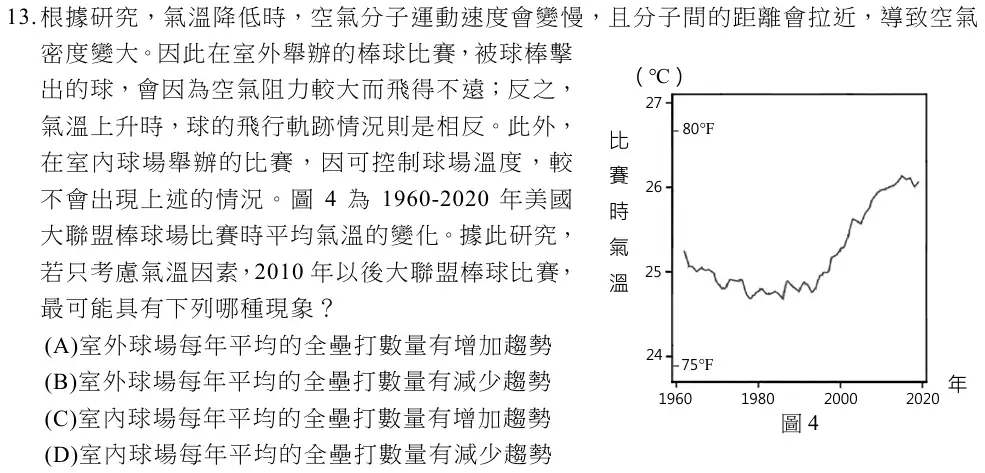 13.根據研究，氣溫降低時，空氣分子運動速度會變慢，且分子間的距離會拉近，導致空氣
密度變大。因此在室外舉辦的棒球比賽，被球棒擊
出的球，會因為空氣阻力較大而飛得不遠；反之，
氣溫上升時，球的飛行軌跡情況則是相反。此外，
在室內球場舉辦的比賽，因可控制球場溫度，較
不會出現上述的情況。圖 4 為 1960-2020 年美國
大聯盟棒球場比賽時平均氣溫的變化。據此研究，
若只考慮氣溫因素，2010 年以後大聯盟棒球比賽，
最可能具有下列哪種現象？
(A)室外球場每年平均的全壘打數量有增加趨勢
(B)室外球場每年平均的全壘打數量有減少趨勢
(C)室內球場每年平均的全壘打數量有增加趨勢
(D)室內球場每年平均的全壘打數量有減少趨勢
（℃）
27
80°F
比賽時氣溫
26
25
24
75°F
1960 1980 2000 2020 年
圖 4